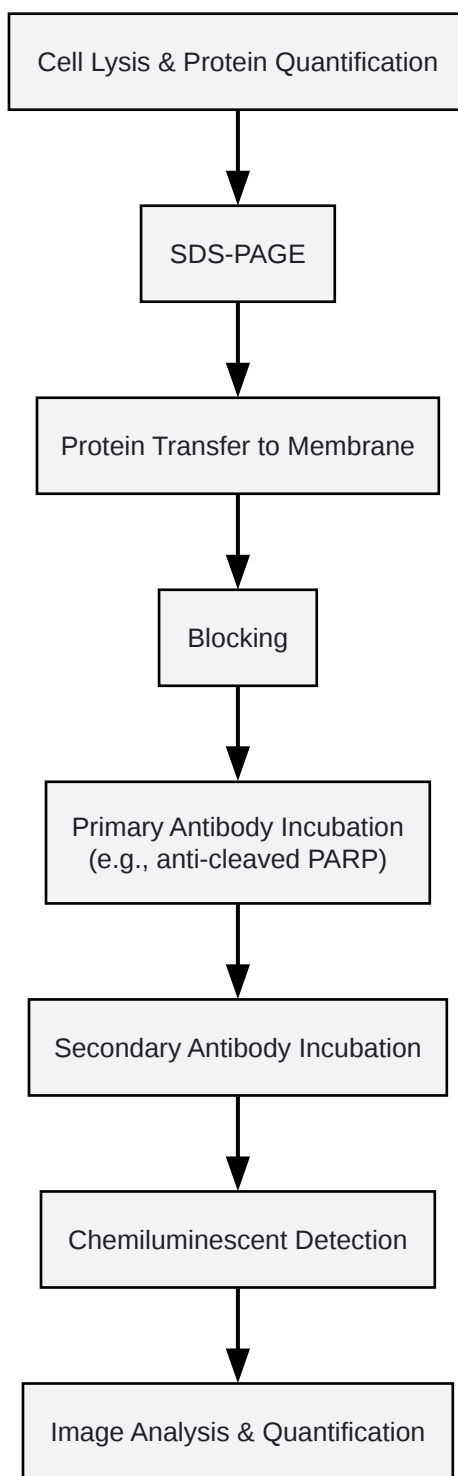 Cell Lysis & Protein Quantification
SDS-PAGE
Protein Transfer to Membrane
Blocking
Primary Antibody Incubation
(e.g., anti-cleaved PARP)
Secondary Antibody Incubation
Chemiluminescent Detection
Image Analysis & Quantification